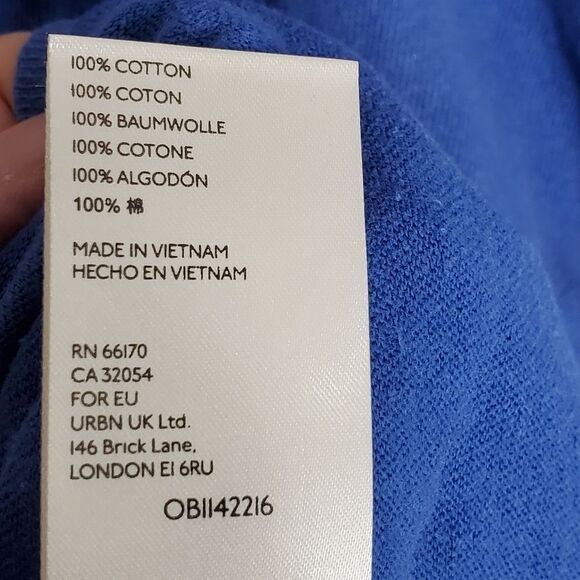 100% COTTON
100% COTON
100% BAUMWOLLE
100% COTONE
100% ALGODÓN
100% 棉
MADE IN VIETNAM
HECHO EN VIETNAM
RN 66170
CA 32054
FOR EU
URBN UK Ltd.
146 Brick Lane,
LONDON E1 6RU
OB1142216